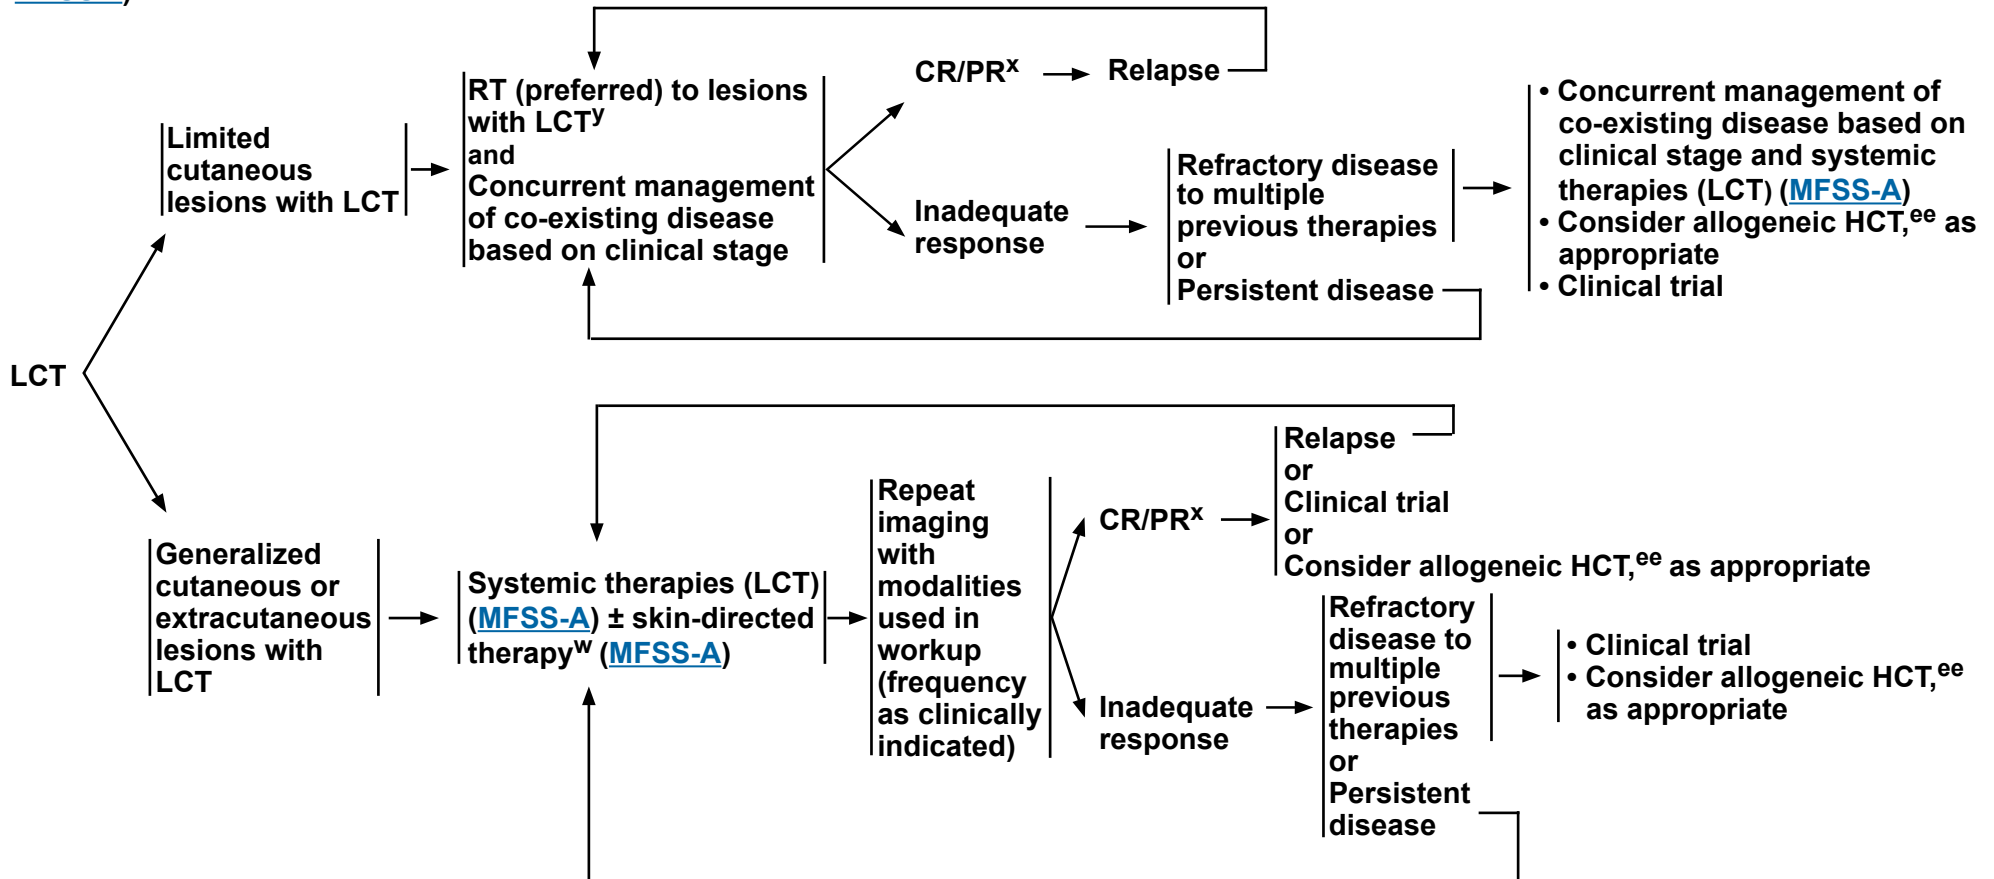 LCT
Limited
cutaneous
lesions with LCT
RT (preferred) to lesions
with LCTy
and
Concurrent management
of co-existing disease
based on clinical stage
CR/PRx
Relapse
Inadequate
response
Refractory disease
to multiple
previous therapies
or
Persistent disease
• Concurrent management of
co-existing disease based on
clinical stage and systemic
therapies (LCT) (MFSS-A)
• Consider allogeneic HCT,ee as
appropriate
• Clinical trial
Generalized
cutaneous or
extracutaneous
lesions with
LCT
Systemic therapies (LCT)
(MFSS-A) ± skin-directed
therapyw (MFSS-A)
Repeat
imaging
with
modalities
used in
workup
(frequency
as clinically
indicated)
CR/PRx
Relapse
or
Clinical trial
or
Consider allogeneic HCT,ee as appropriate
Inadequate
response
Refractory
disease to
multiple
previous
therapies
or
Persistent
disease
• Clinical trial
• Consider allogeneic HCT,ee
as appropriate